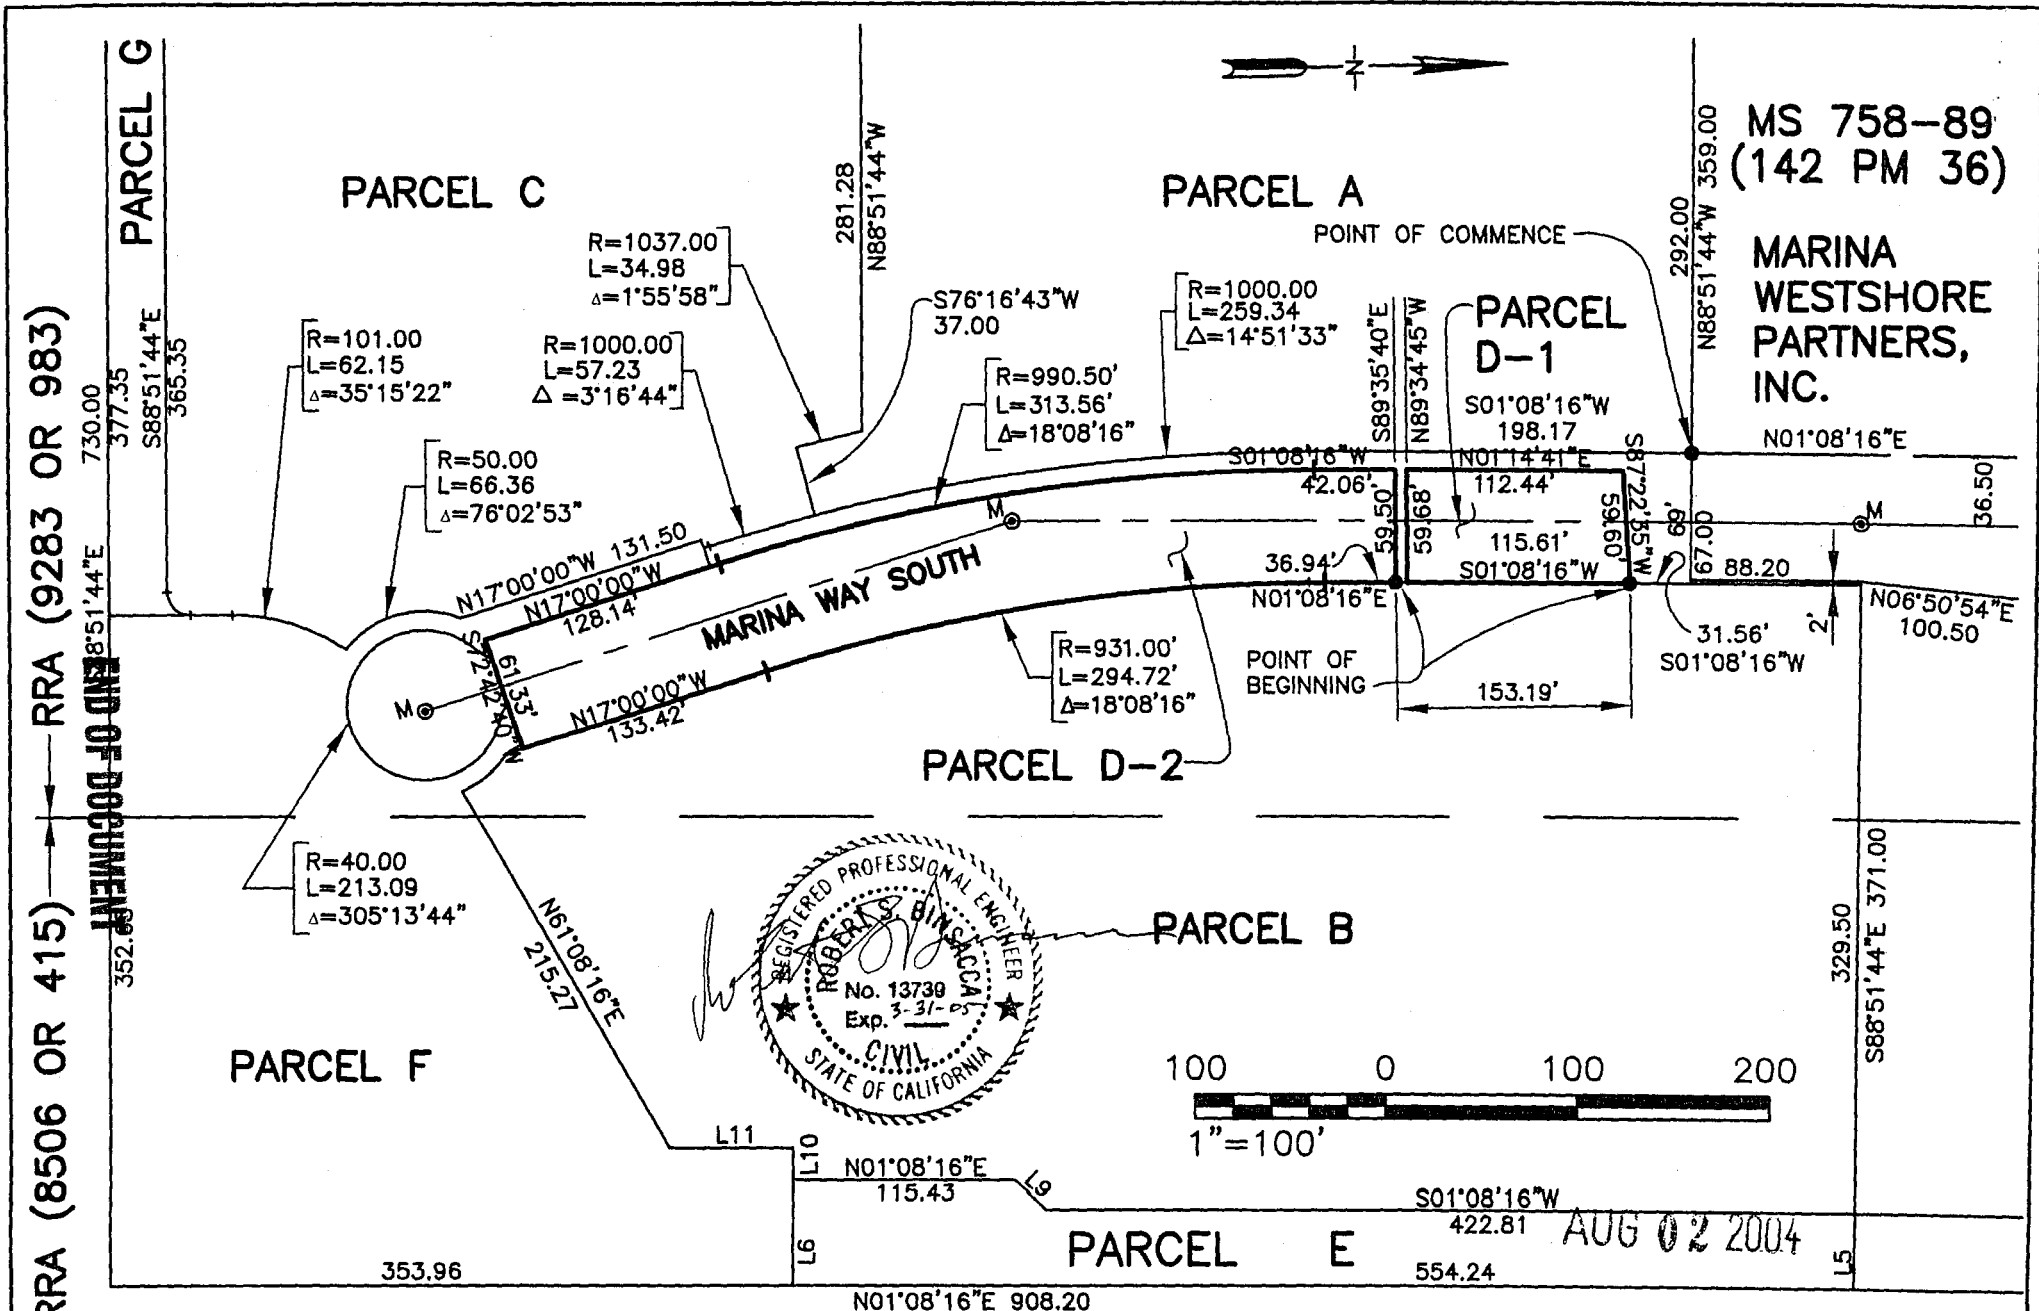 PARCEL G
N
MS 758-89
(142 PM 36)
MARINA
WESTSHORE
PARTNERS,
INC.
PARCEL C
PARCEL A
POINT OF COMMENCE
281.28
N88°51'44"W
292.00
N88°51'44"W 359.00
R=1037.00
L=34.98
Δ=1°55'58"
S76°16'43"W
37.00
R=1000.00
L=259.34
Δ=14°51'33"
PARCEL
D-1
S89°35'40"E
N89°34'45"W
R=101.00
L=62.15
Δ=35°15'22"
R=1000.00
L=57.23
Δ =3°16'44"
R=990.50'
L=313.56'
Δ=18°08'16"
S01°08'16"W
198.17
RRA (9283 OR 983)
730.00
377.35
S88°51'44"E
365.35
R=50.00
L=66.36
Δ=76°02'53"
S01°08'16"W
42.06'
N01°14'41"E
112.44'
S87°22'35"W
59.60'
N01°08'16"E
36.50'
M
M
59.50'
59.68'
.69'
67.00
115.61'
S01°08'16"W
36.94'
N01°08'16"E
88.20
2'
N06°50'54"E
100.50
N17°00'00"W 131.50
N17°00'00"W
128.14'
MARINA WAY SOUTH
31.56'
S01°08'16"W
R=931.00'
L=294.72'
Δ=18°08'16"
POINT OF
BEGINNING
153.19'
S72°42'40"W
61.33'
M
N17°00'00"W
133.42'
S88°51'44"E
END OF DOCUMENT
PARCEL D-2
R=40.00
L=213.09
Δ=305°13'44"
N61°08'16"E
215.27
REGISTERED PROFESSIONAL ENGINEER
ROBERT S. BINSACCA
No. 13739
Exp. 3-31-05
CIVIL
STATE OF CALIFORNIA
PARCEL B
329.50
S88°51'44"E 371.00
RRA (8506 OR 415)
PARCEL F
100 0 100 200
1"=100'
L11
L10
N01°08'16"E
115.43
L9
S01°08'16"W
422.81
AUG 02 2004
L6
PARCEL E
L5
353.96
554.24
N01°08'16"E 908.20